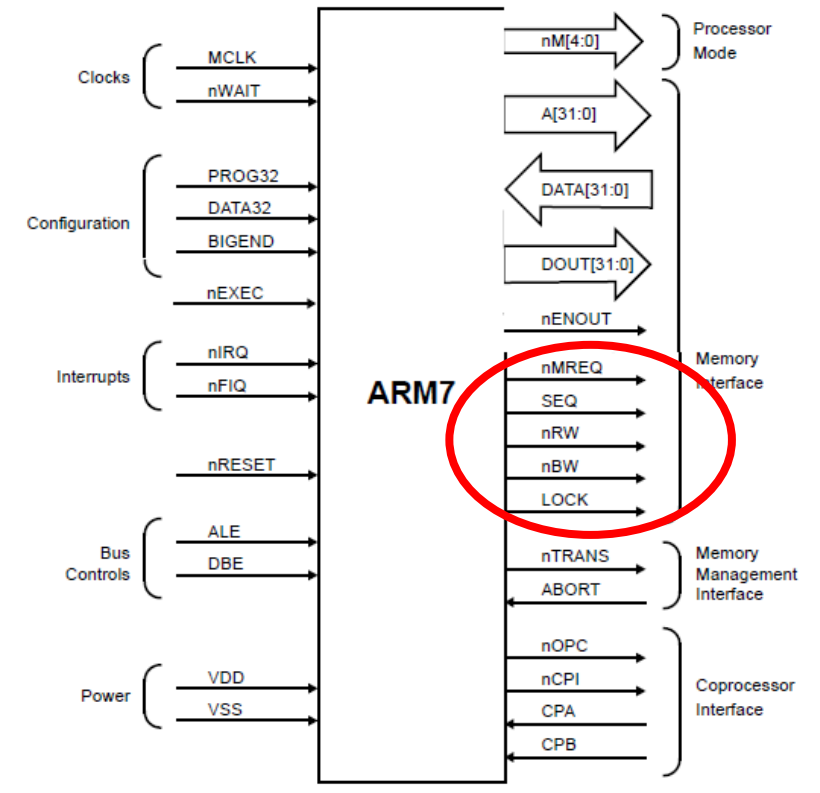 Clocks
MCLK
nWAIT
Configuration
PROG32
DATA32
BIGEND
nEXEC
Interrupts
nIRQ
nFIQ
nRESET
Bus
Controls
ALE
DBE
Power
VDD
VSS
ARM7
nM[4:0]
Processor
Mode
A[31:0]
DATA[31:0]
DOUT[31:0]
nENOUT
nMREQ
SEQ
nRW
nBW
LOCK
Memory
Interface
nTRANS
ABORT
Memory
Management
Interface
nOPC
nCPI
CPA
CPB
Coprocessor
Interface